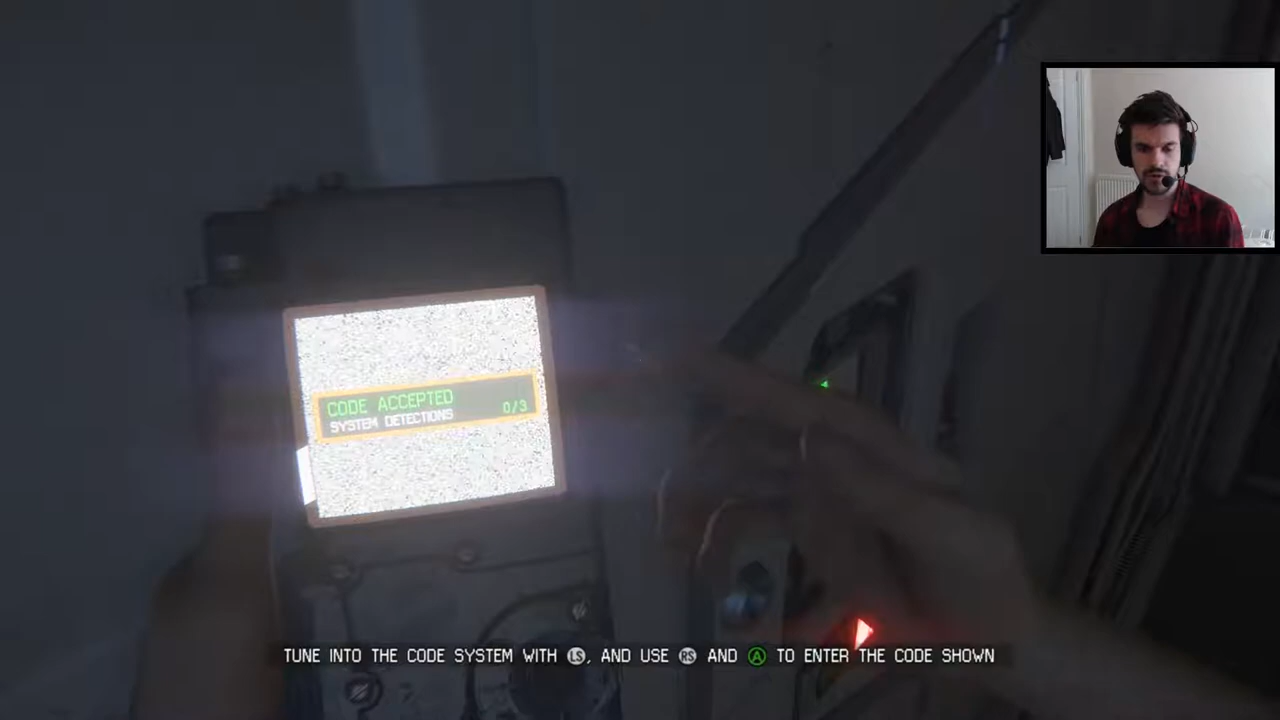 CODE ACCEPTED
SYSTEM DETECTIONS 0/3
TUNE INTO THE CODE SYSTEM WITH LS, AND USE RS AND A TO ENTER THE CODE SHOWN